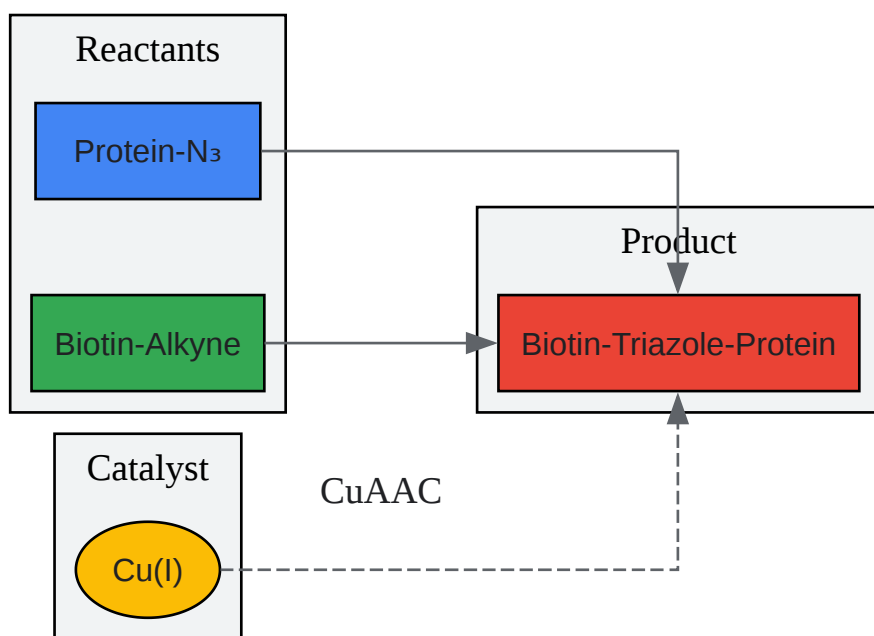 Reactants
Protein-N₃
Biotin-Alkyne
Product
Biotin-Triazole-Protein
Catalyst
CuAAC
Cu(I)